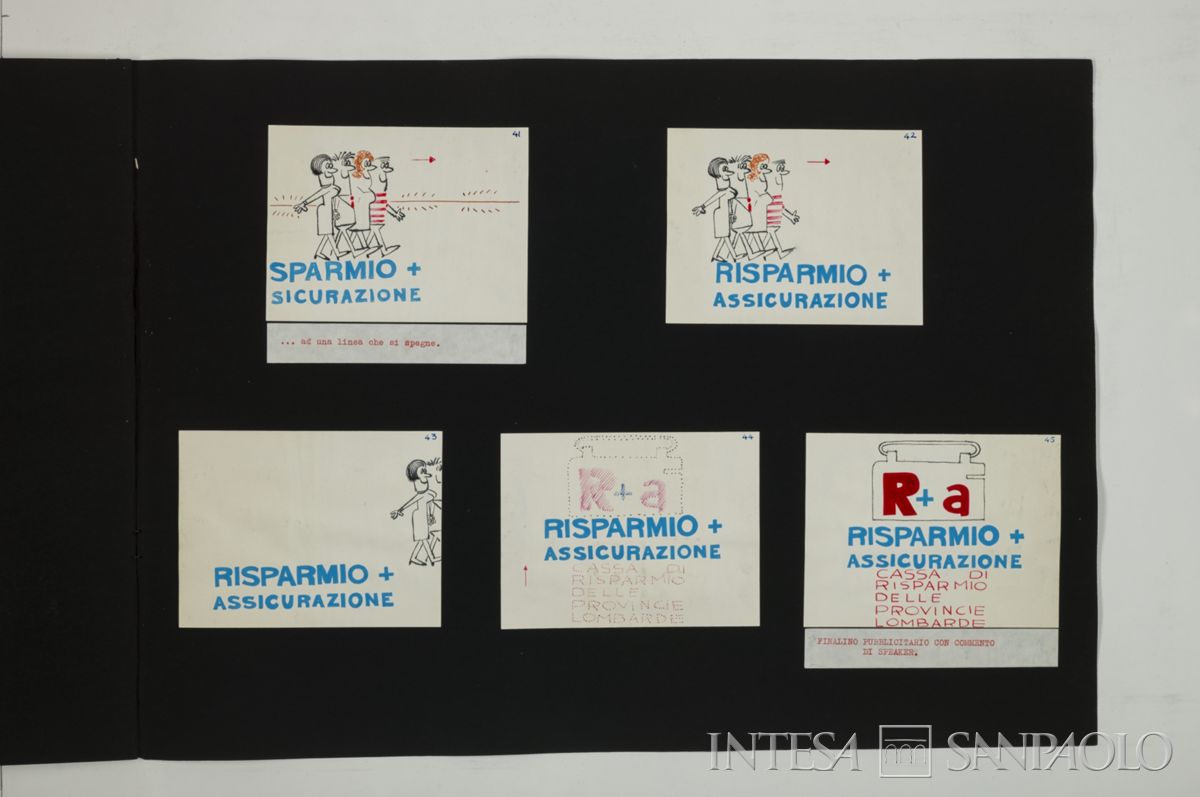 41
SPARMIO +
SICURAZIONE
... ad una linea che si spegne.
42
RISPARMIO +
ASSICURAZIONE
43
RISPARMIO +
ASSICURAZIONE
44
R+a
RISPARMIO +
ASSICURAZIONE
CASSA DI
RISPARMIO
DELLE
PROVINCIE
LOMBARDE
45
R+a
RISPARMIO +
ASSICURAZIONE
CASSA DI
RISPARMIO
DELLE
PROVINCIE
LOMBARDE
FINALINO PUBBLICITARIO CON COMMENTO
DI SPEAKER.
INTESA SANPAOLO